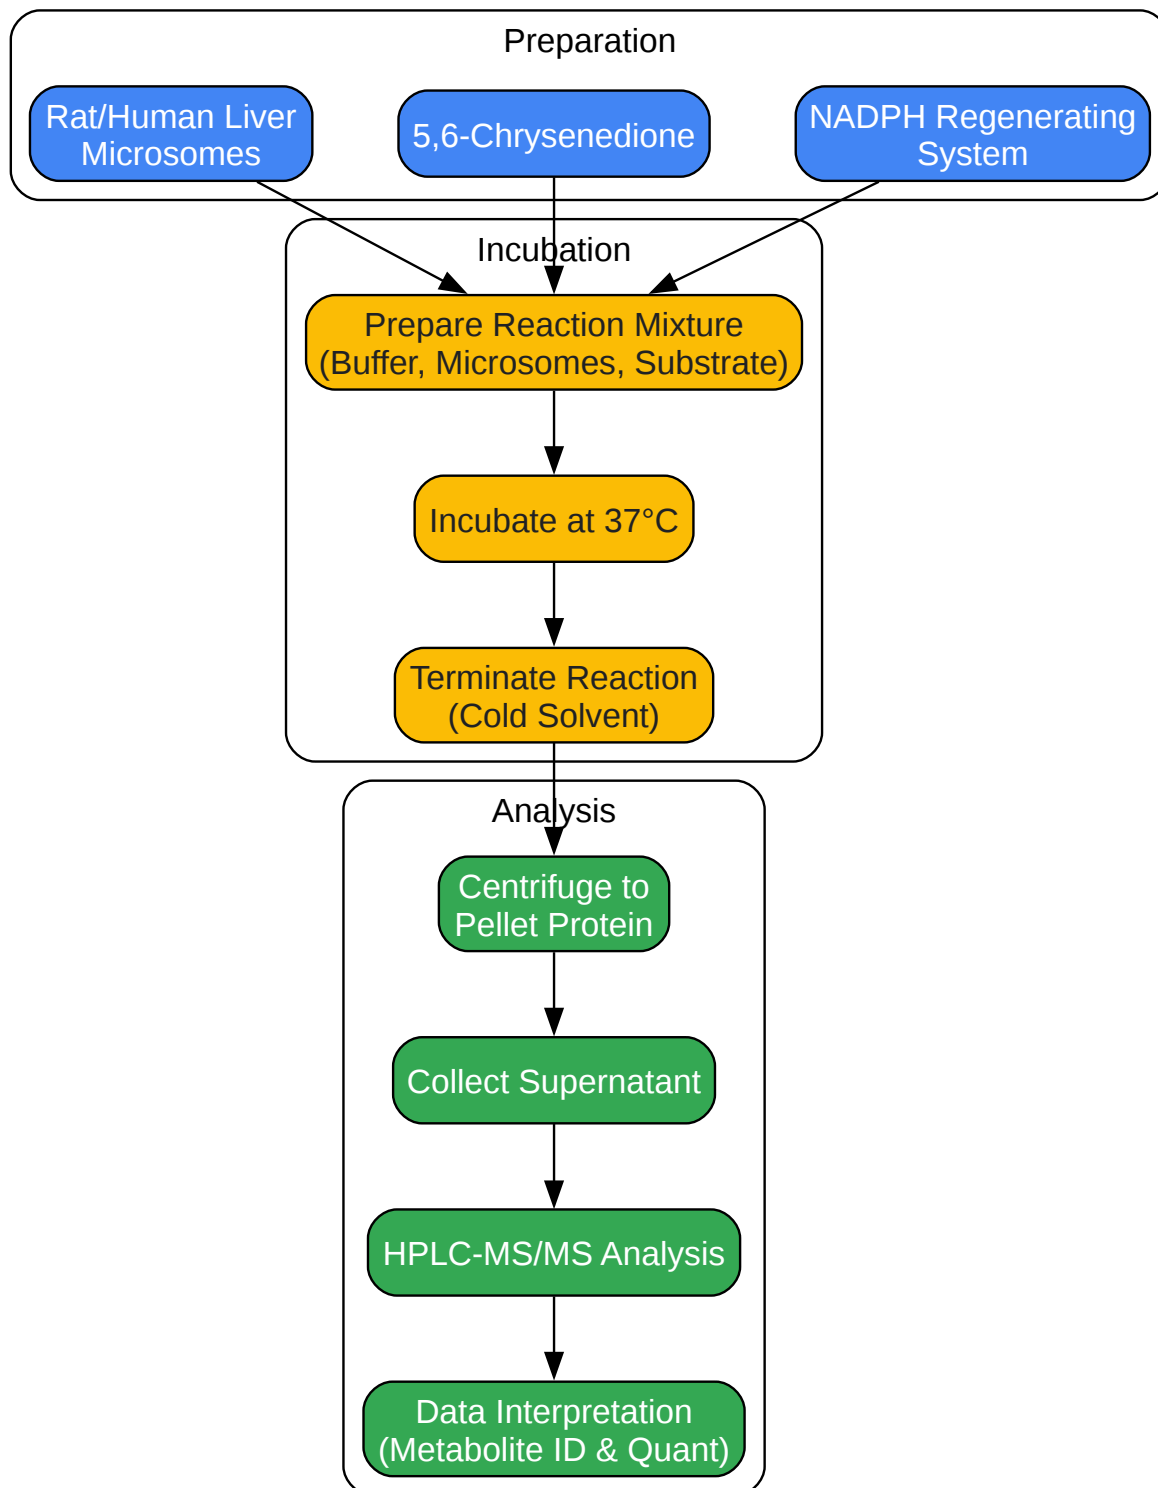 Preparation
Rat/Human Liver
Microsomes
5,6-Chrysenedione
NADPH Regenerating
System
Incubation
Prepare Reaction Mixture
(Buffer, Microsomes, Substrate)
Incubate at 37°C
Terminate Reaction
(Cold Solvent)
Analysis
Centrifuge to
Pellet Protein
Collect Supernatant
HPLC-MS/MS Analysis
Data Interpretation
(Metabolite ID & Quant)